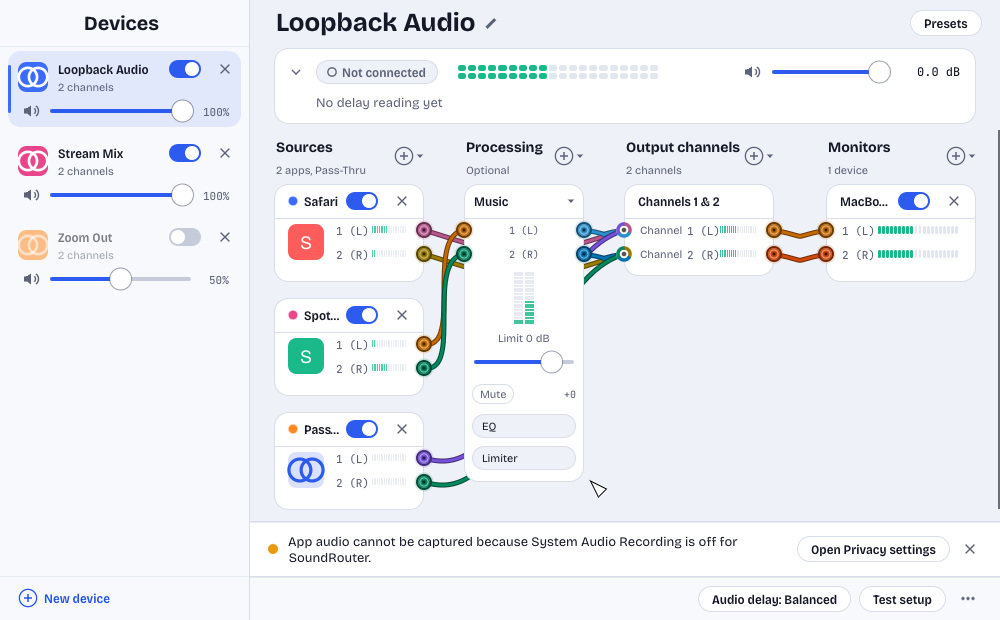 Devices
Loopback Audio
2 channels
100%
Stream Mix
2 channels
100%
Zoom Out
2 channels
50%
New device
Loopback Audio
Presets
Not connected
0.0 dB
No delay reading yet
Sources
2 apps, Pass-Thru
Processing
Optional
Output channels
2 channels
Monitors
1 device
Safari
S
1 (L)
2 (R)
Spot...
S
1 (L)
2 (R)
Pass...
1 (L)
2 (R)
Music
1 (L)
2 (R)
Limit 0 dB
Mute
+0
EQ
Limiter
Channels 1 & 2
Channel 1 (L)
Channel 2 (R)
MacBo...
1 (L)
2 (R)
App audio cannot be captured because System Audio Recording is off for
SoundRouter.
Open Privacy settings
Audio delay: Balanced
Test setup